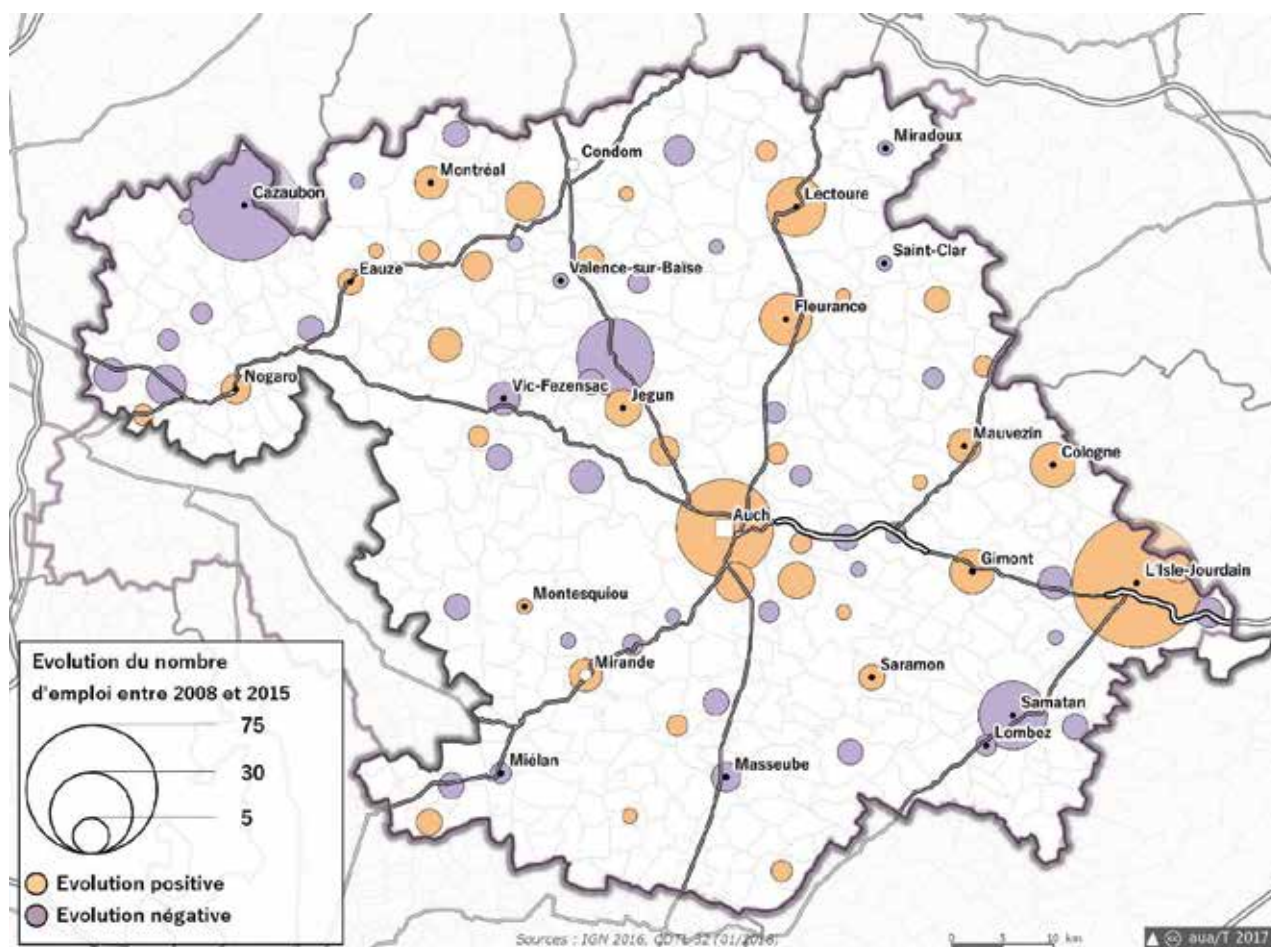 Miradoux
Condom
Montréal
Cazaubon
Lectoure
Saint-Clar
Eauze
Valence-sur-Baïse
Fleurance
Nogaro
Vic-Fezensac
Jegun
Mauvezin
Cologne
Auch
Gimont
L'Isle-Jourdain
Montesquiou
Mirande
Saramon
Samatan
Lombez
Miélan
Masseube
Evolution du nombre
d'emploi entre 2008 et 2015
75
30
5
Evolution positive
Evolution négative
Sources : IGN 2016,
0 5 10 km
cc aua/T 2017